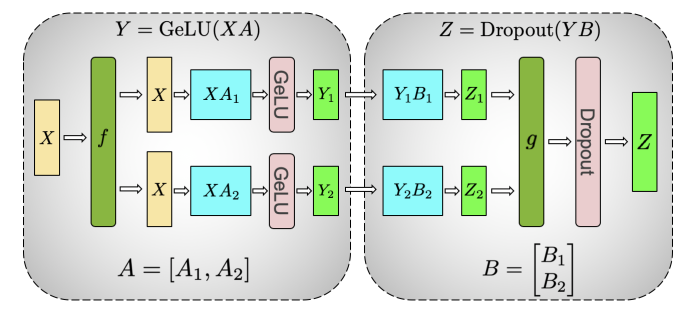 Y = GeLU(XA)
X
f
X
XA₁
GeLU
Y₁
X
XA₂
GeLU
Y₂
A = [A₁, A₂]
Z = Dropout(YB)
Y₁B₁
Z₁
Y₂B₂
Z₂
g
Dropout
Z
B = [B₁
B₂]